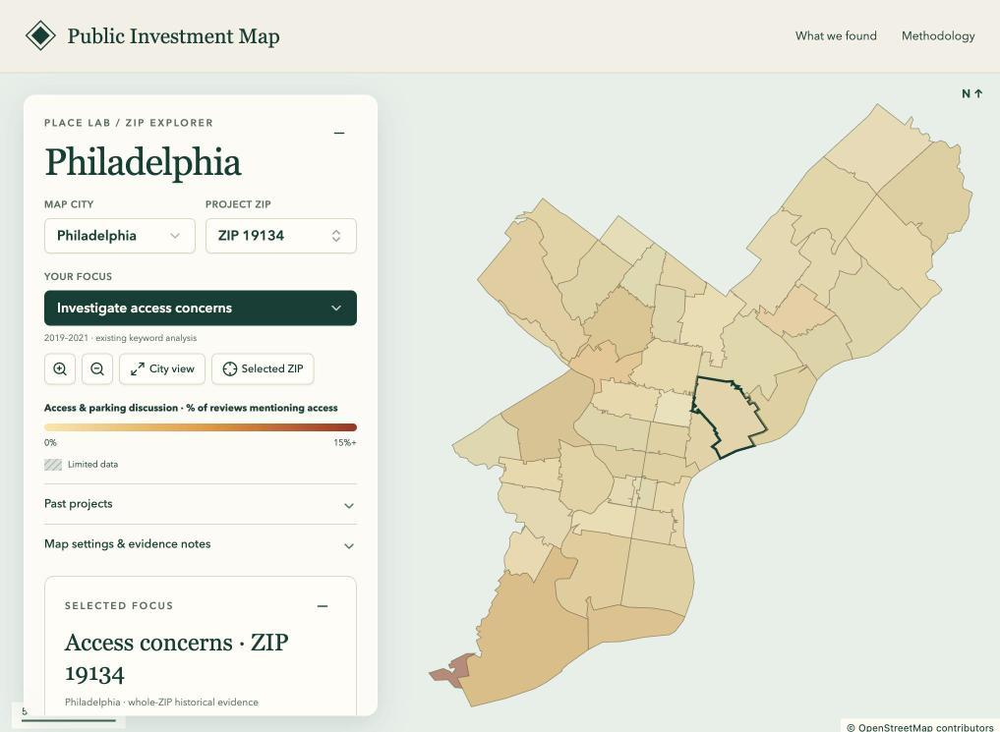 Public Investment Map
What we found
Methodology
N ↑
PLACE LAB / ZIP EXPLORER
Philadelphia
MAP CITY
PROJECT ZIP
Philadelphia
ZIP 19134
YOUR FOCUS
Investigate access concerns
2019–2021 · existing keyword analysis
City view
Selected ZIP
Access & parking discussion · % of reviews mentioning access
0%
15%+
Limited data
Past projects
Map settings & evidence notes
SELECTED FOCUS
Access concerns · ZIP
19134
Philadelphia · whole-ZIP historical evidence
© OpenStreetMap contributors